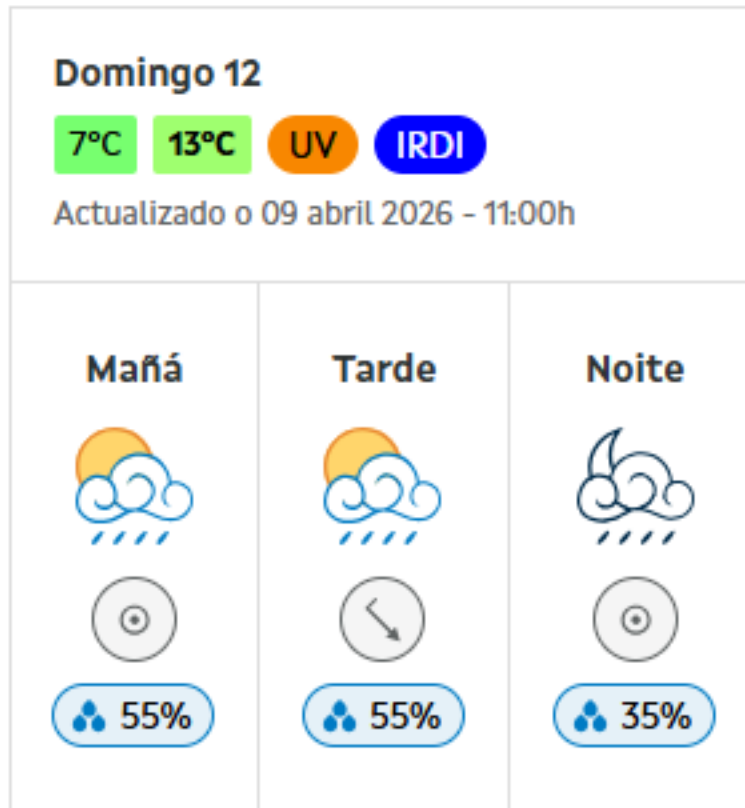 Domingo 12
7°C 13°C UV IRDI
Actualizado o 09 abril 2026 - 11:00h
Mañá Tarde Noite
55% 55% 35%